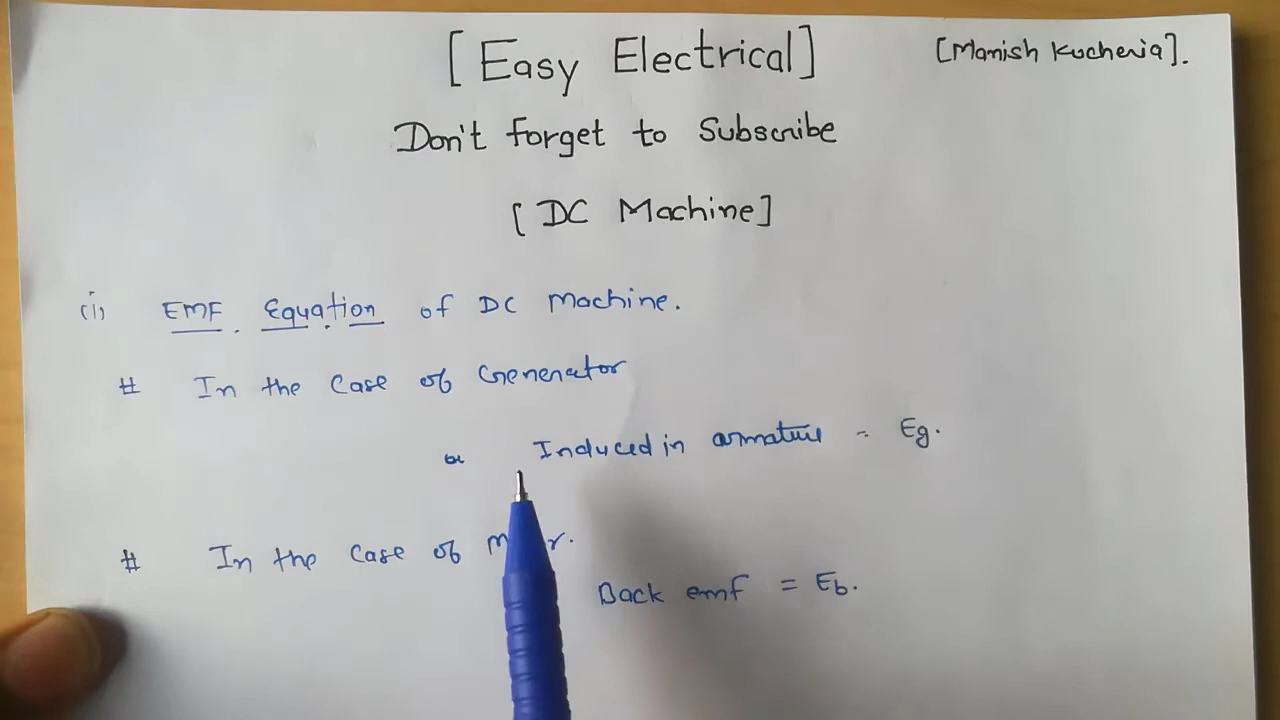 [Easy Electrical]
[Manish Kucheria].
Don't forget to Subscribe
[DC Machine]
(i) EMF Equation of DC Machine.
# In the Case of Generator
or Induced in armature = Eg.
# In the Case of
Back emf = Eb.